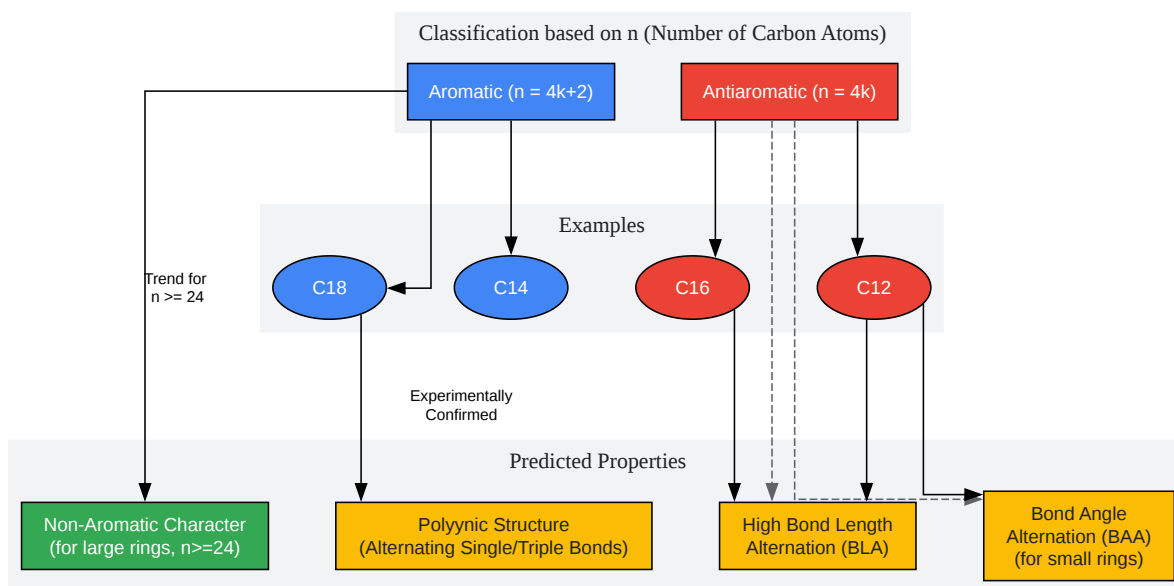 Classification based on n (Number of Carbon Atoms)
Aromatic (n = 4k+2)
Antiaromatic (n = 4k)
Examples
C18
C14
C16
C12
Trend for
n >= 24
Experimentally
Confirmed
Predicted Properties
Non-Aromatic Character
(for large rings, n>=24)
Polyynic Structure
(Alternating Single/Triple Bonds)
High Bond Length
Alternation (BLA)
Bond Angle
Alternation (BAA)
(for small rings)